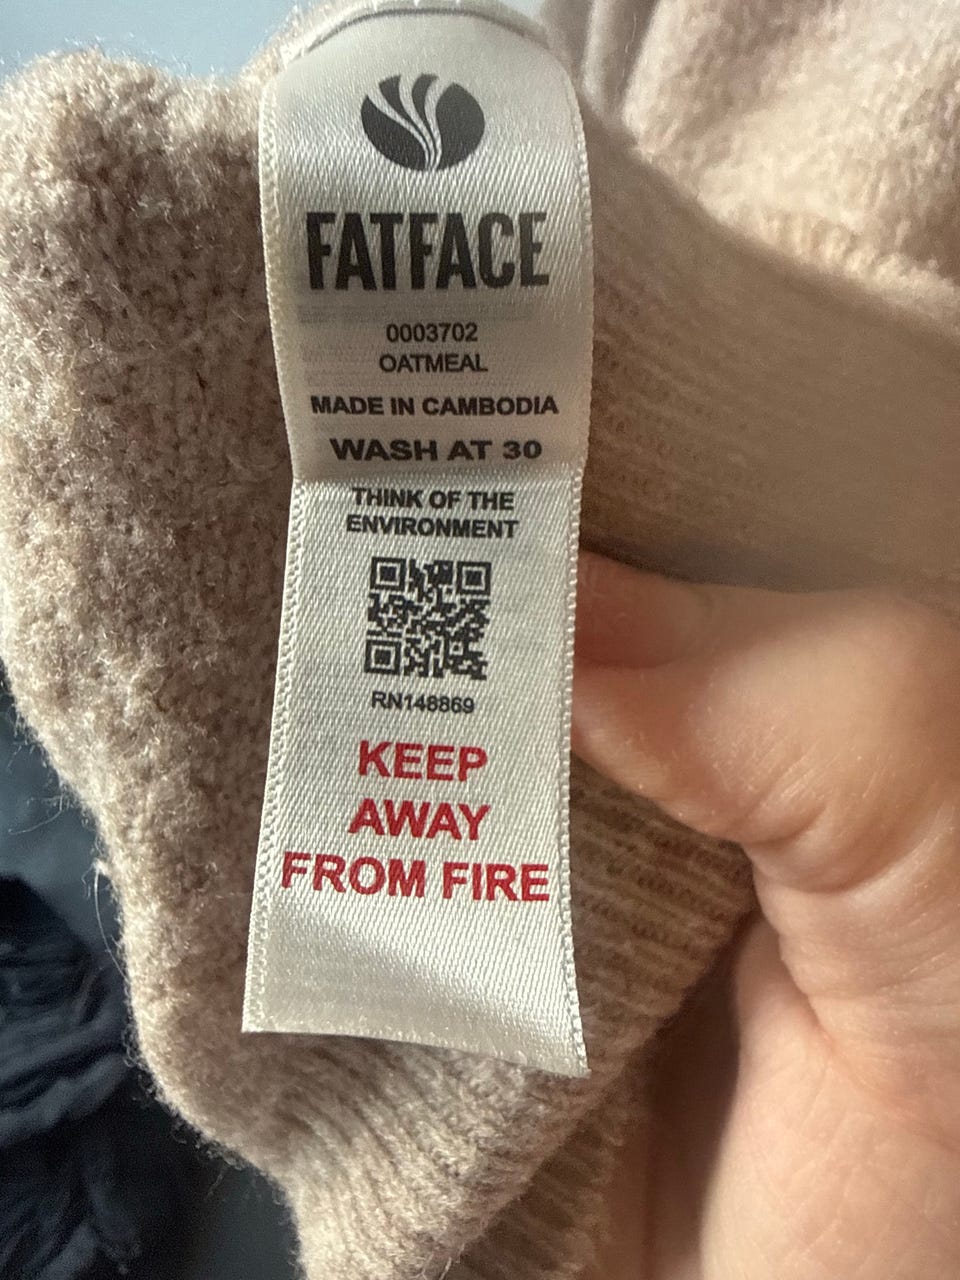 FATFACE
0003702
OATMEAL
MADE IN CAMBODIA
WASH AT 30
THINK OF THE
ENVIRONMENT
RN148869
KEEP
AWAY
FROM FIRE